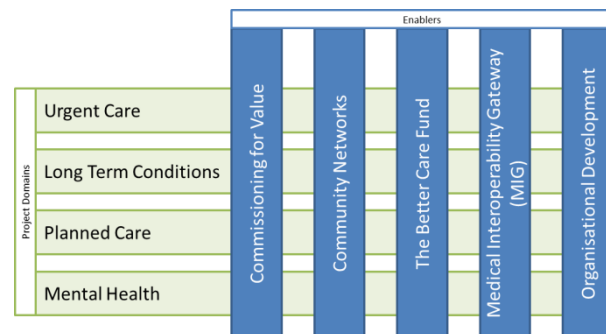 Enablers
Project Domains
Urgent Care
Long Term Conditions
Planned Care
Mental Health
Commissioning for Value
Community Networks
The Better Care Fund
Medical Interoperability Gateway
(MIG)
Organisational Development